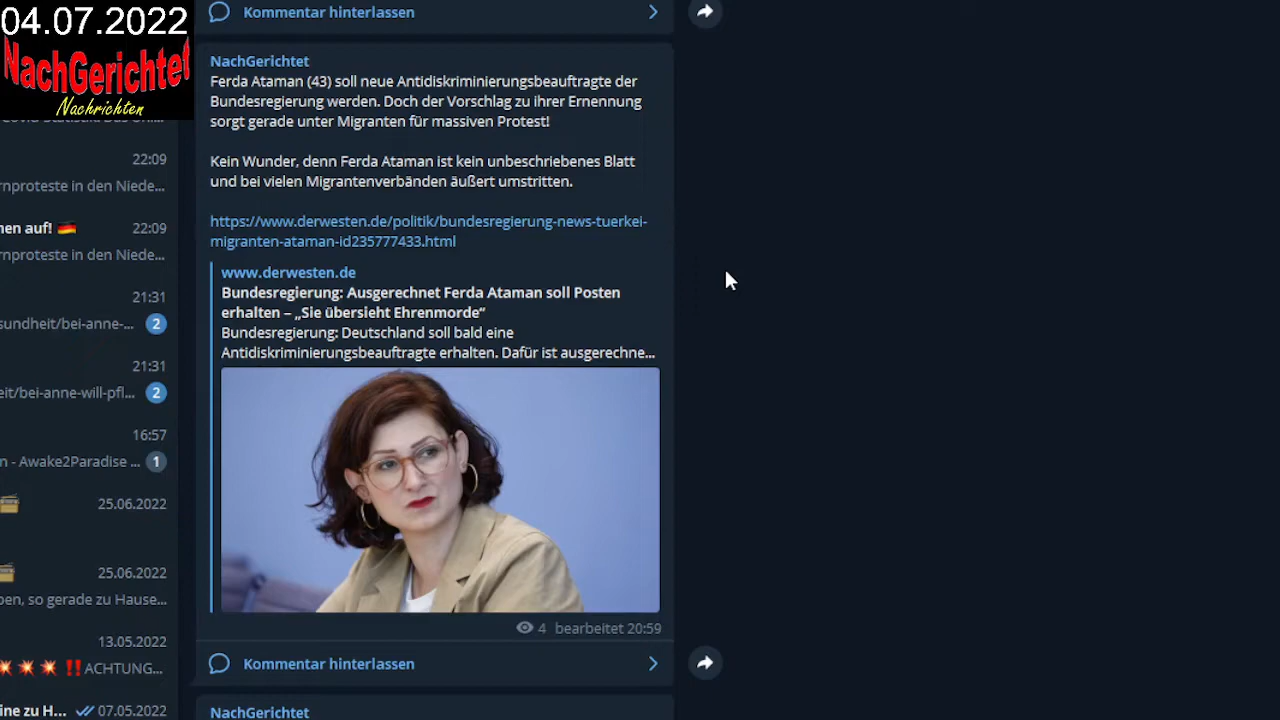 04.07.2022
NachGerichtet
Nachrichten
22:09
rnproteste in den Niede...
nen auf! 🇩🇪 22:09
rnproteste in den Niede...
21:31
sundheit/bei-anne-... 2
21:31
eit/bei-anne-will-pfl... 2
16:57
n - Awake2Paradise ... 1
25.06.2022
25.06.2022
ben, so gerade zu Hause...
13.05.2022
💥 💥 💥 ‼️ACHTUNG...
ine zu H... 07.05.2022
Kommentar hinterlassen
NachGerichtet
Ferda Ataman (43) soll neue Antidiskriminierungsbeauftragte der
Bundesregierung werden. Doch der Vorschlag zu ihrer Ernennung
sorgt gerade unter Migranten für massiven Protest!
Kein Wunder, denn Ferda Ataman ist kein unbeschriebenes Blatt
und bei vielen Migrantenverbänden äußert umstritten.
https://www.derwesten.de/politik/bundesregierung-news-tuerkei-
migranten-ataman-id235777433.html
www.derwesten.de
Bundesregierung: Ausgerechnet Ferda Ataman soll Posten
erhalten – „Sie übersieht Ehrenmorde“
Bundesregierung: Deutschland soll bald eine
Antidiskriminierungsbeauftragte erhalten. Dafür ist ausgerechne...
4 bearbeitet 20:59
Kommentar hinterlassen
NachGerichtet